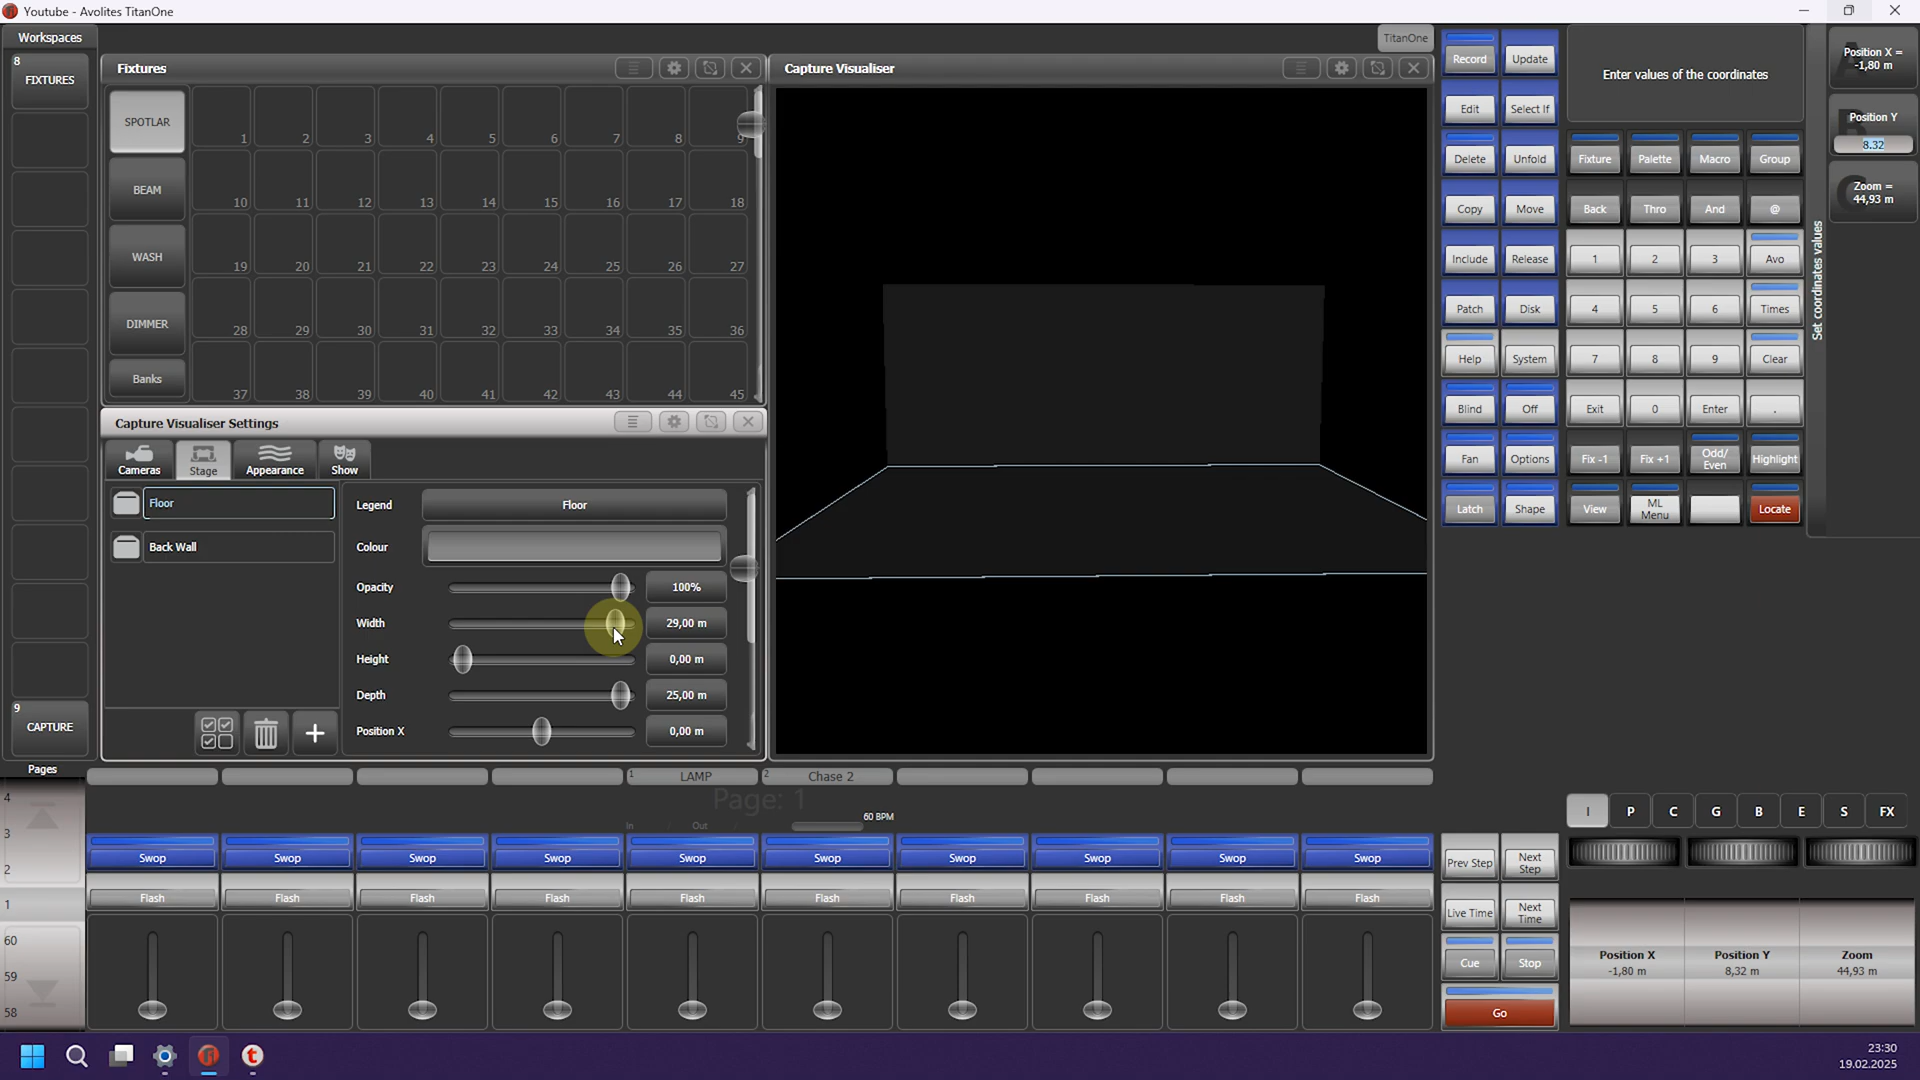 Youtube - Avolites TitanOne
Workspaces
8
FIXTURES
9
CAPTURE
Fixtures
SPOTLAR
BEAM
WASH
DIMMER
Banks
1 2 3 4 5 6 7 8 9
10 11 12 13 14 15 16 17 18
19 20 21 22 23 24 25 26 27
28 29 30 31 32 33 34 35 36
37 38 39 40 41 42 43 44 45
Capture Visualiser
TitanOne
Capture Visualiser Settings
Cameras Stage Appearance Show
Floor
Back Wall
Legend Floor
Colour
Opacity 100%
Width 29,00 m
Height 0,00 m
Depth 25,00 m
Position X 0,00 m
Record Update
Edit Select If
Delete Unfold
Copy Move
Include Release
Patch Disk
Help System
Blind Off
Fan Options
Latch Shape
Enter values of the coordinates
Fixture Palette Macro Group
Back Thro And @
1 2 3 Avo
4 5 6 Times
7 8 9 Clear
Exit 0 Enter .
Fix -1 Fix +1 Odd/
Even Highlight
View ML
Menu Locate
Set coordinates values
A
Position X =
-1,80 m
B
Position Y
8.32
C
Zoom =
44,93 m
Pages
4
3
2
1
60
59
58
1 LAMP
2 Chase 2
Page: 1
In / Out /
60 BPM
Swop Swop Swop Swop Swop Swop Swop Swop Swop Swop
Flash Flash Flash Flash Flash Flash Flash Flash Flash Flash
Prev Step Next
Step
Live Time Next
Time
Cue Stop
Go
I P C G B E S FX
Position X
-1,80 m
Position Y
8,32 m
Zoom
44,93 m
23:30
19.02.2025